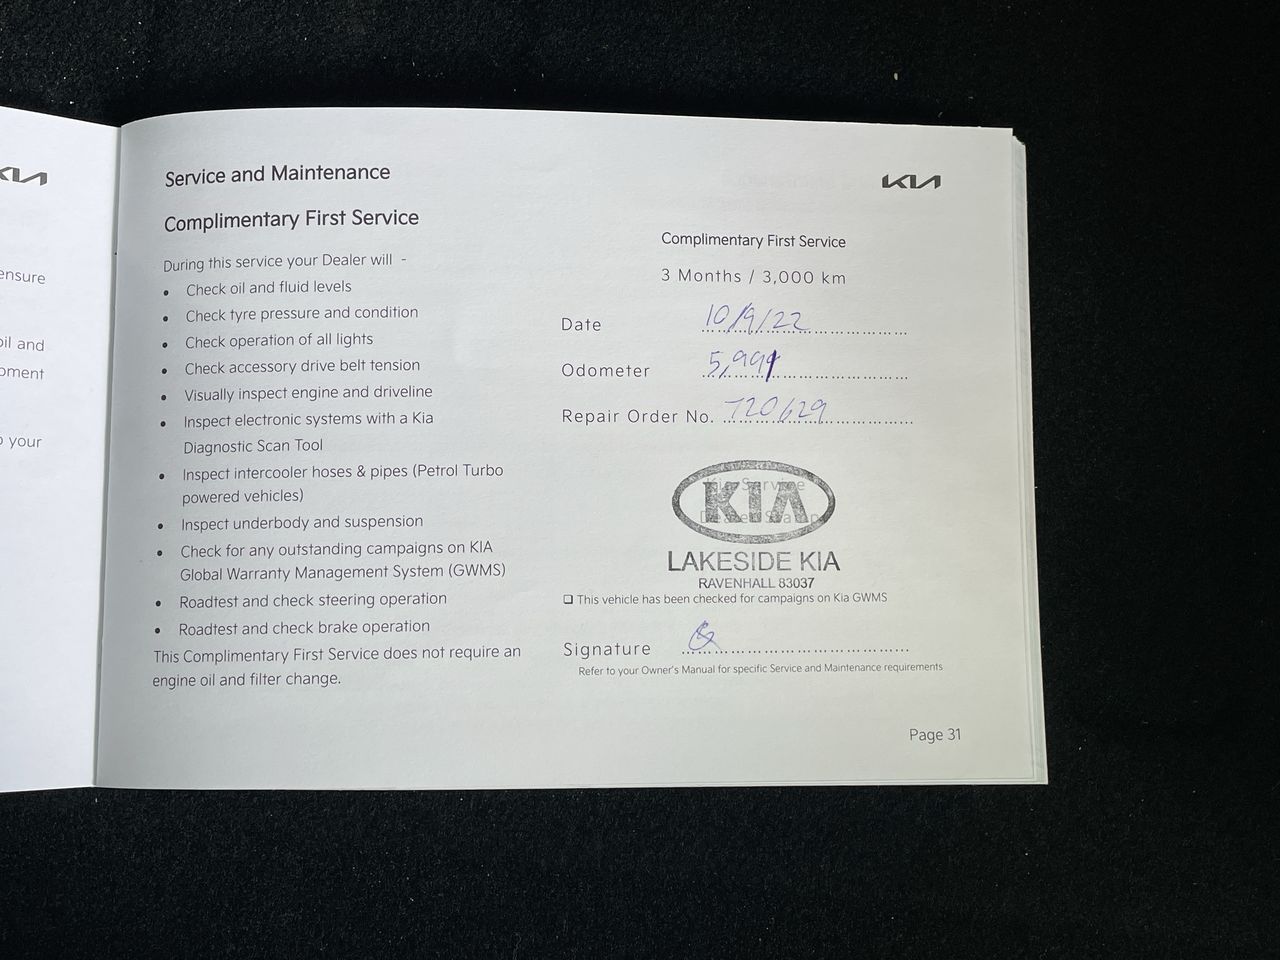 KIA
ensure
oil and
pment
o your
Service and Maintenance
KIA
Complimentary First Service
During this service your Dealer will -
• Check oil and fluid levels
• Check tyre pressure and condition
• Check operation of all lights
• Check accessory drive belt tension
• Visually inspect engine and driveline
• Inspect electronic systems with a Kia
Diagnostic Scan Tool
• Inspect intercooler hoses & pipes (Petrol Turbo
powered vehicles)
• Inspect underbody and suspension
• Check for any outstanding campaigns on KIA
Global Warranty Management System (GWMS)
• Roadtest and check steering operation
• Roadtest and check brake operation
This Complimentary First Service does not require an
engine oil and filter change.
Complimentary First Service
3 Months / 3,000 km
Date 10/9/22
Odometer
Repair Order No. 720629
Kia Service
Dealer Stamp
KIA
LAKESIDE KIA
RAVENHALL 83037
❏ This vehicle has been checked for campaigns on Kia GWMS
Signature
Refer to your Owner's Manual for specific Service and Maintenance requirements
Page 31